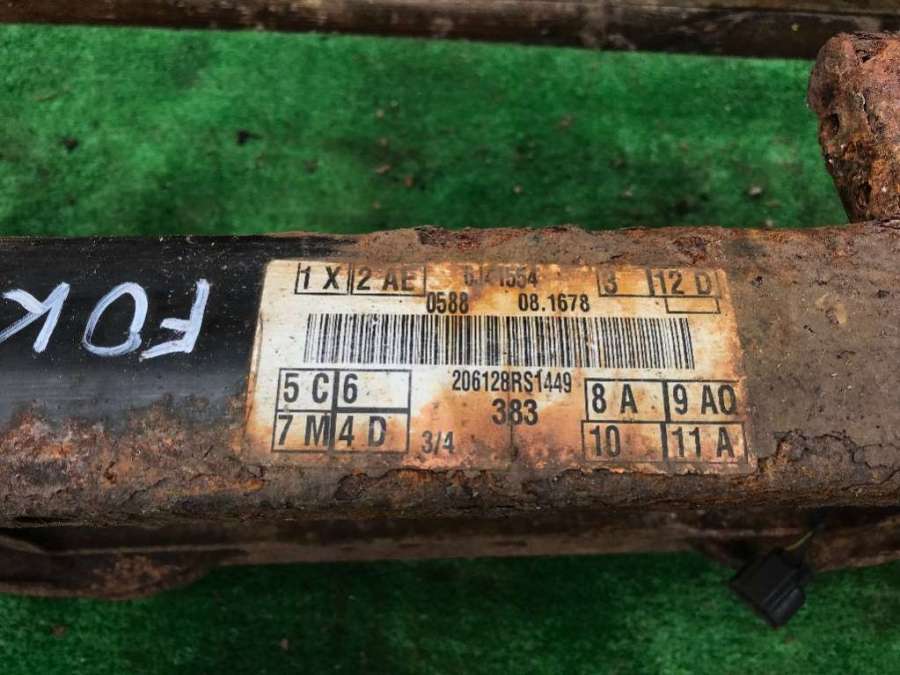 FOK
1 X 2 AE 6J41554 3 12 D
0588 08.1678
206128RS1449
5 C 6 383 8 A 9 AO
7 M 4 D 3/4 10 11 A